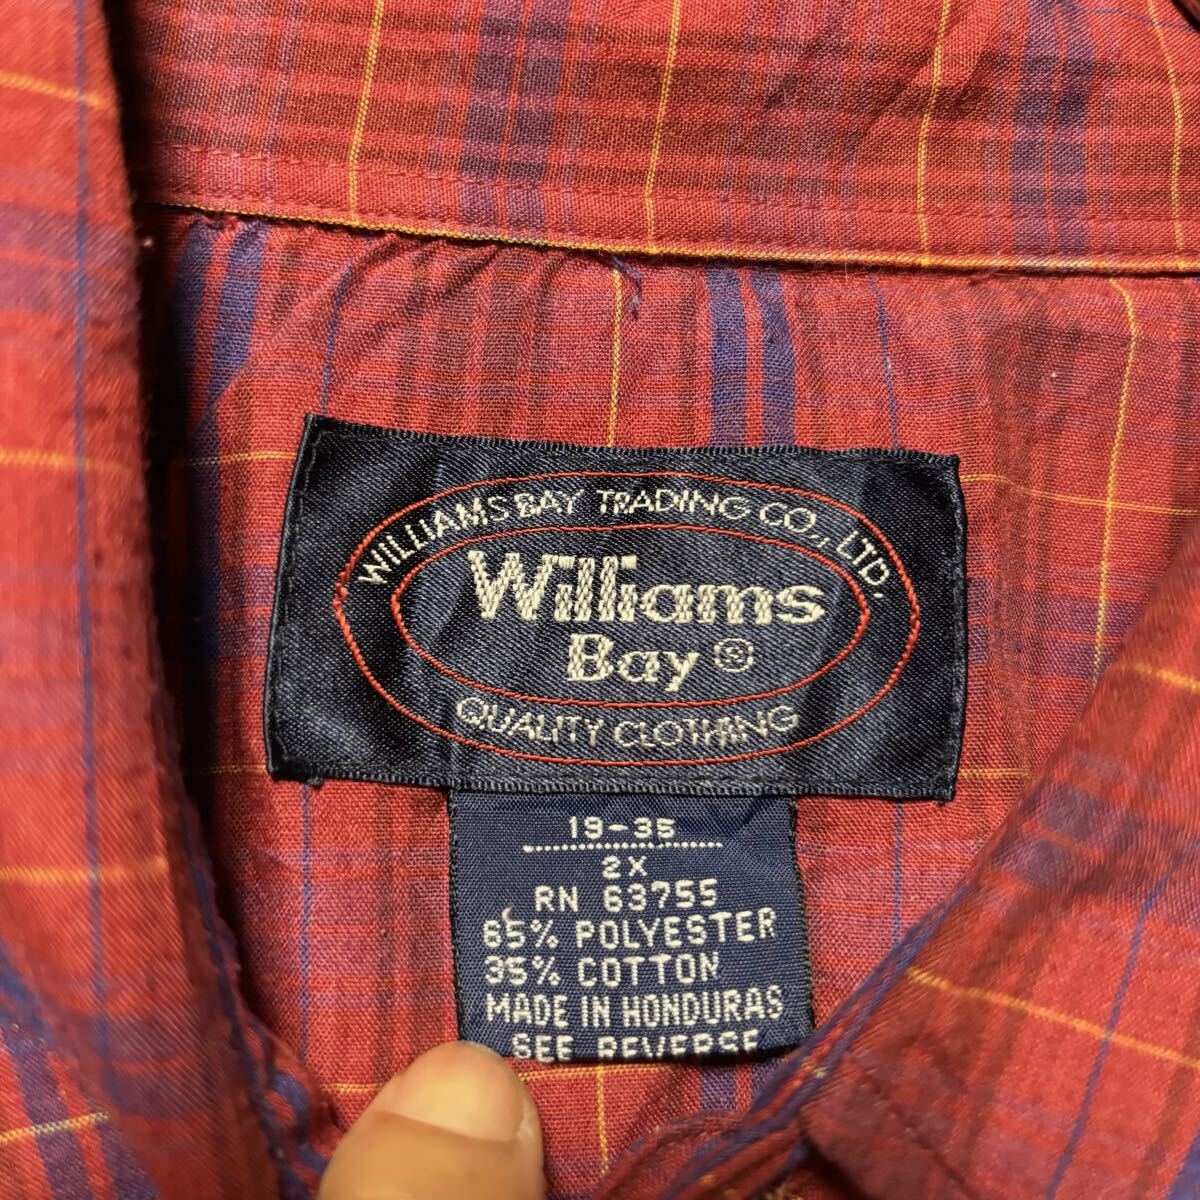 WILLIAMS BAY TRADING CO., LTD.
Williams
Bay ©
QUALITY CLOTHING
19-35
2X
RN 63755
65% POLYESTER
35% COTTON
MADE IN HONDURAS
SEE REVERSE